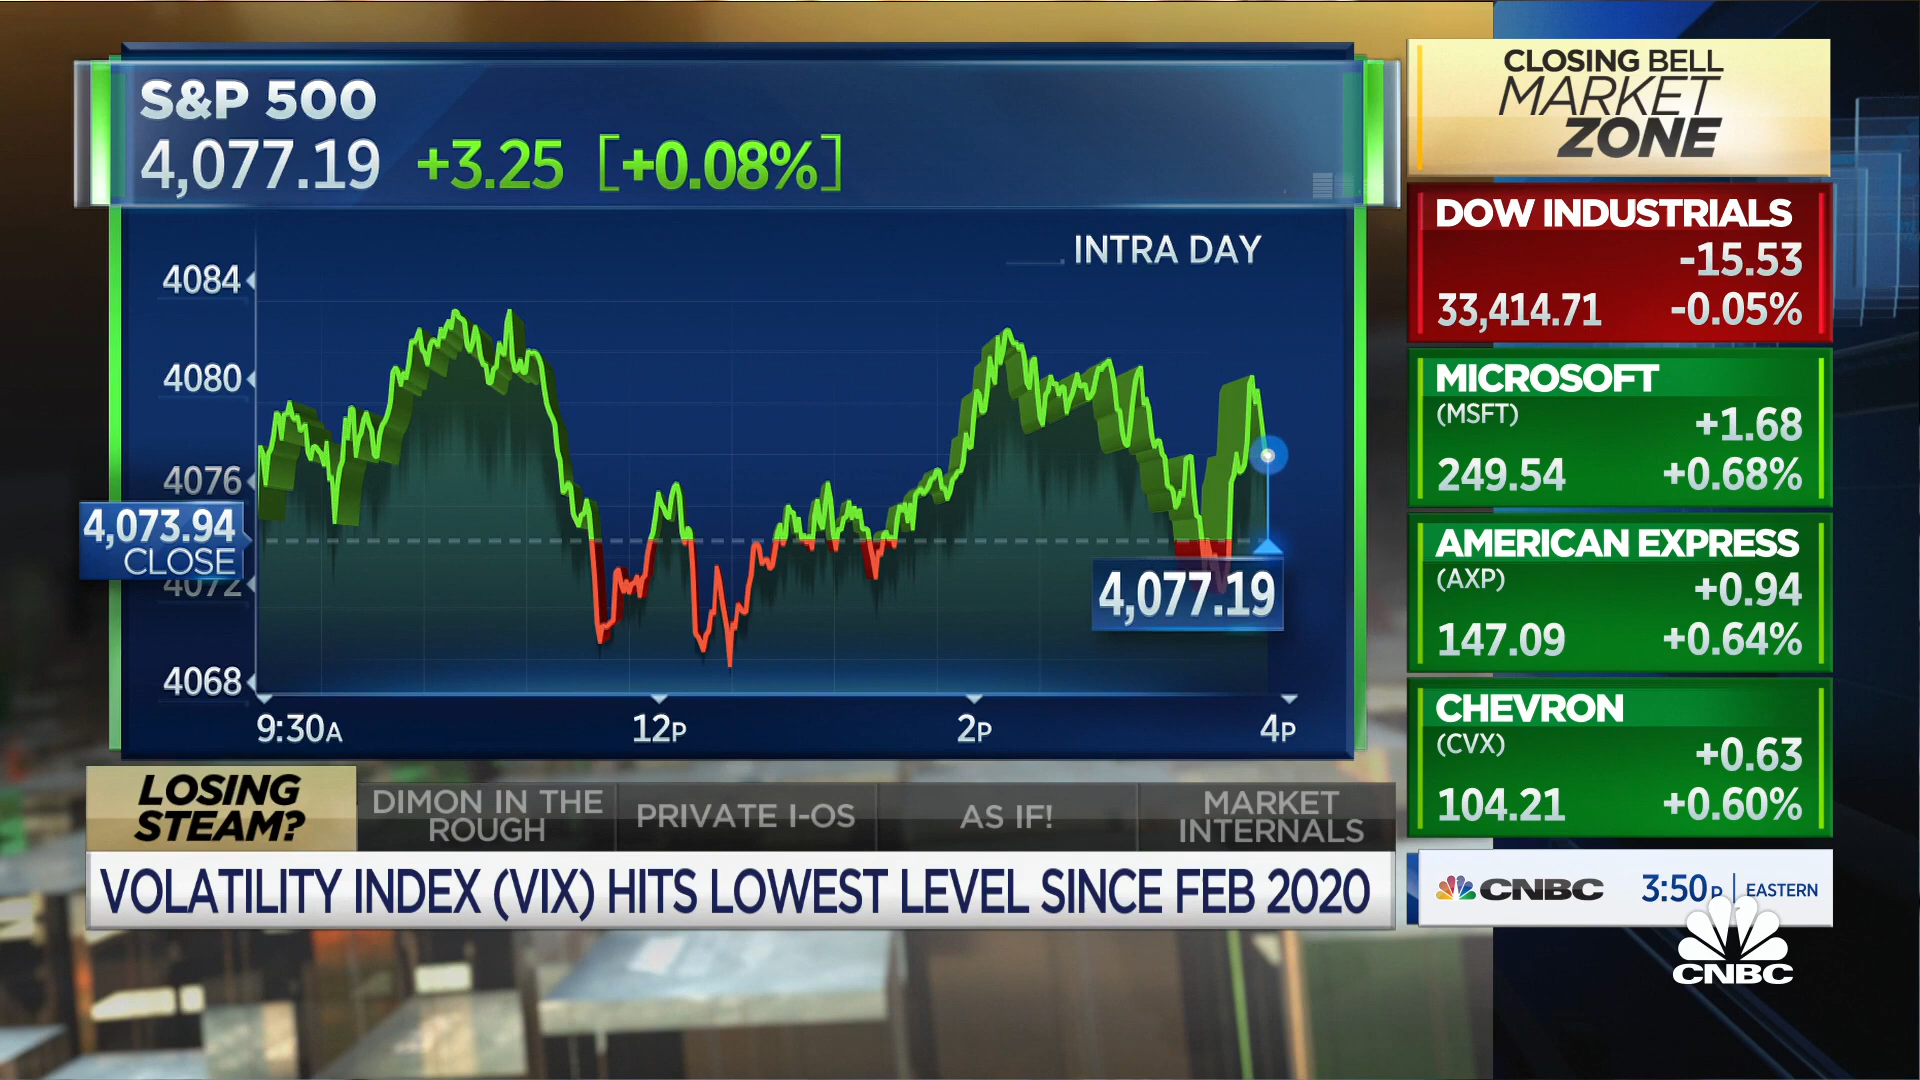 S&P 500
4,077.19 +3.25 [+0.08%]
INTRA DAY
4084
4080
4076
4,073.94
CLOSE
4072
4068
4,077.19
9:30A 12P 2P 4P
LOSING STEAM?
DIMON IN THE ROUGH
PRIVATE I-OS
AS IF!
MARKET INTERNALS
VOLATILITY INDEX (VIX) HITS LOWEST LEVEL SINCE FEB 2020
CLOSING BELL
MARKET
ZONE
DOW INDUSTRIALS
-15.53
33,414.71 -0.05%
MICROSOFT
(MSFT) +1.68
249.54 +0.68%
AMERICAN EXPRESS
(AXP) +0.94
147.09 +0.64%
CHEVRON
(CVX) +0.63
104.21 +0.60%
CNBC 3:50P EASTERN
CNBC